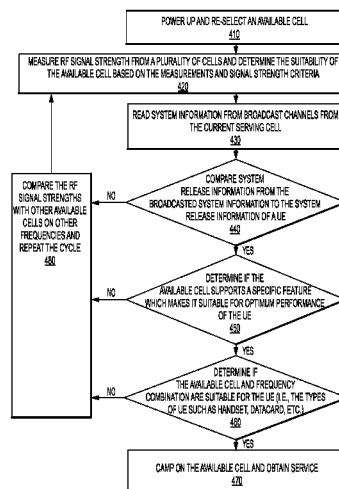 POWER UP AND RE-SELECT AN AVAILABLE CELL
410
MEASURE RF SIGNAL STRENGTH FROM A PLURALITY OF CELLS AND DETERMINE THE SUITABILITY OF
THE AVAILABLE CELL BASED ON THE MEASUREMENTS AND SIGNAL STRENGTH CRITERIA
420
READ SYSTEM INFORMATION FROM BROADCAST CHANNELS FROM
THE CURRENT SERVING CELL
430
COMPARE SYSTEM
RELEASE INFORMATION FROM THE
BROADCASTED SYSTEM INFORMATION TO THE SYSTEM
RELEASE INFORMATION OF A UE
440
NO
YES
COMPARE THE RF
SIGNAL STRENGTHS
WITH OTHER AVAILABLE
CELLS ON OTHER
FREQUENCIES AND
REPEAT THE CYCLE
480
DETERMINE IF THE
AVAILABLE CELL SUPPORTS A SPECIFIC FEATURE
WHICH MAKES IT SUITABLE FOR OPTIMUM PERFORMANCE
OF THE UE
450
NO
YES
DETERMINE IF
THE AVAILABLE CELL AND FREQUENCY
COMBINATION ARE SUITABLE FOR THE UE (I.E., THE TYPES
OF UE SUCH AS HANDSET, DATACARD, ETC.)
460
NO
YES
CAMP ON THE AVAILABLE CELL AND OBTAIN SERVICE
470